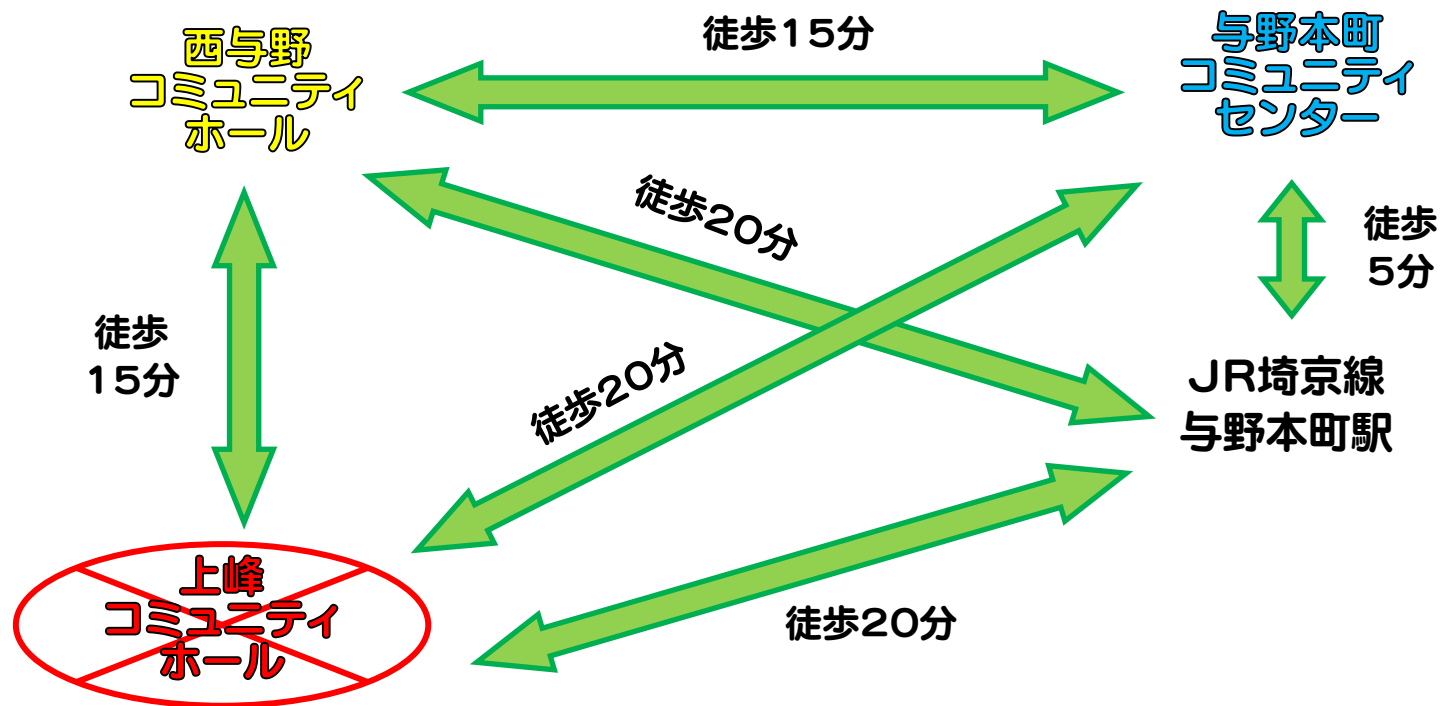 徒歩15分
西与野
コミュニティ
ホール
与野本町
コミュニティ
センター
徒歩20分
徒歩
5分
徒歩
15分
徒歩20分
JR埼京線
与野本町駅
上峰
コミュニティ
ホール
徒歩20分